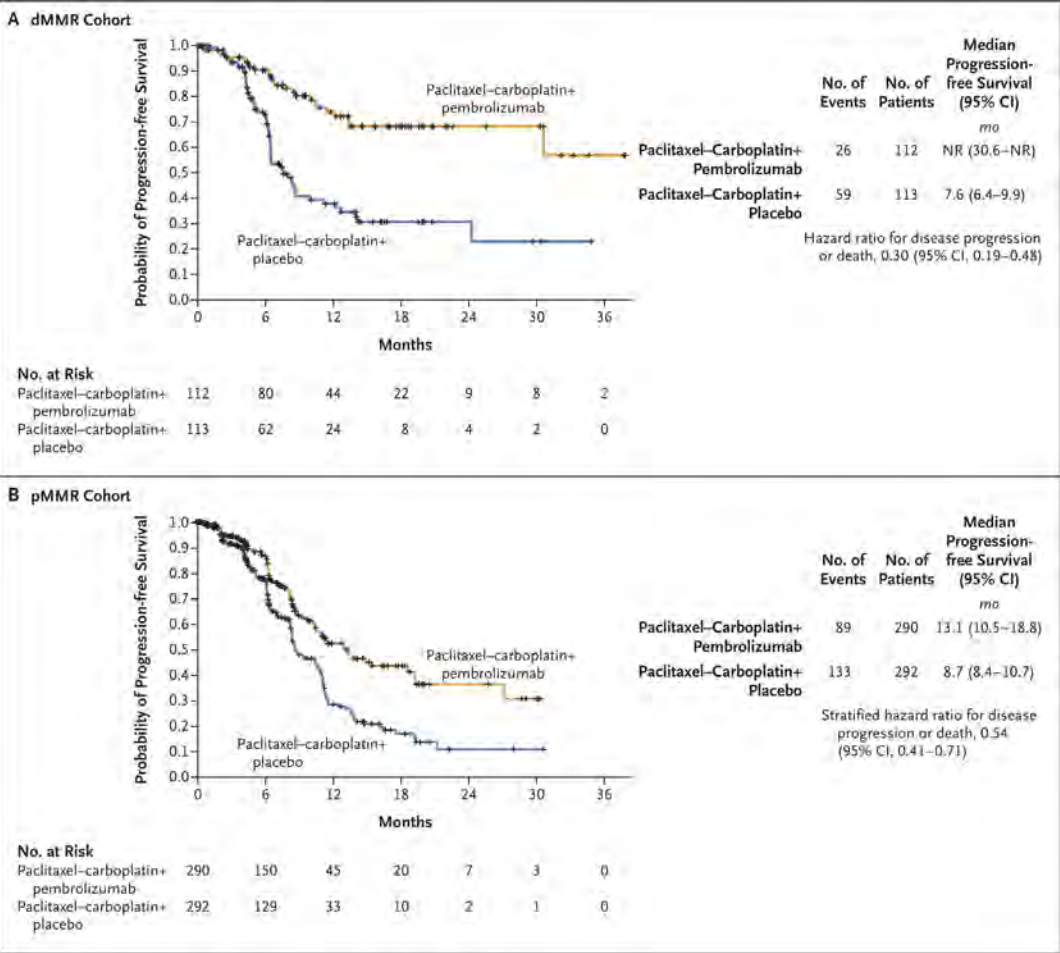 A dMMR Cohort
Probability of Progression-free Survival
1.0
0.9
0.8
0.7
0.6
0.5
0.4
0.3
0.2
0.1
0.0
0 6 12 18 24 30 36
Months
Paclitaxel–carboplatin+
pembrolizumab
Paclitaxel–carboplatin+
placebo
No. of
Events
No. of
Patients
Median
Progression-
free Survival
(95% CI)
mo
Paclitaxel–Carboplatin+
Pembrolizumab
26 112 NR (30.6–NR)
Paclitaxel–Carboplatin+
Placebo
59 113 7.6 (6.4–9.9)
Hazard ratio for disease progression
or death, 0.30 (95% CI, 0.19–0.48)
No. at Risk
Paclitaxel–carboplatin+
pembrolizumab
112 80 44 22 9 8 2
Paclitaxel–carboplatin+
placebo
113 62 24 8 4 2 0
B pMMR Cohort
Probability of Progression-free Survival
1.0
0.9
0.8
0.7
0.6
0.5
0.4
0.3
0.2
0.1
0.0
0 6 12 18 24 30 36
Months
Paclitaxel–carboplatin+
pembrolizumab
Paclitaxel–carboplatin+
placebo
No. of
Events
No. of
Patients
Median
Progression-
free Survival
(95% CI)
mo
Paclitaxel–Carboplatin+
Pembrolizumab
89 290 13.1 (10.5–18.8)
Paclitaxel–Carboplatin+
Placebo
133 292 8.7 (8.4–10.7)
Stratified hazard ratio for disease
progression or death, 0.54
(95% CI, 0.41–0.71)
No. at Risk
Paclitaxel–carboplatin+
pembrolizumab
290 150 45 20 7 3 0
Paclitaxel–carboplatin+
placebo
292 129 33 10 2 1 0